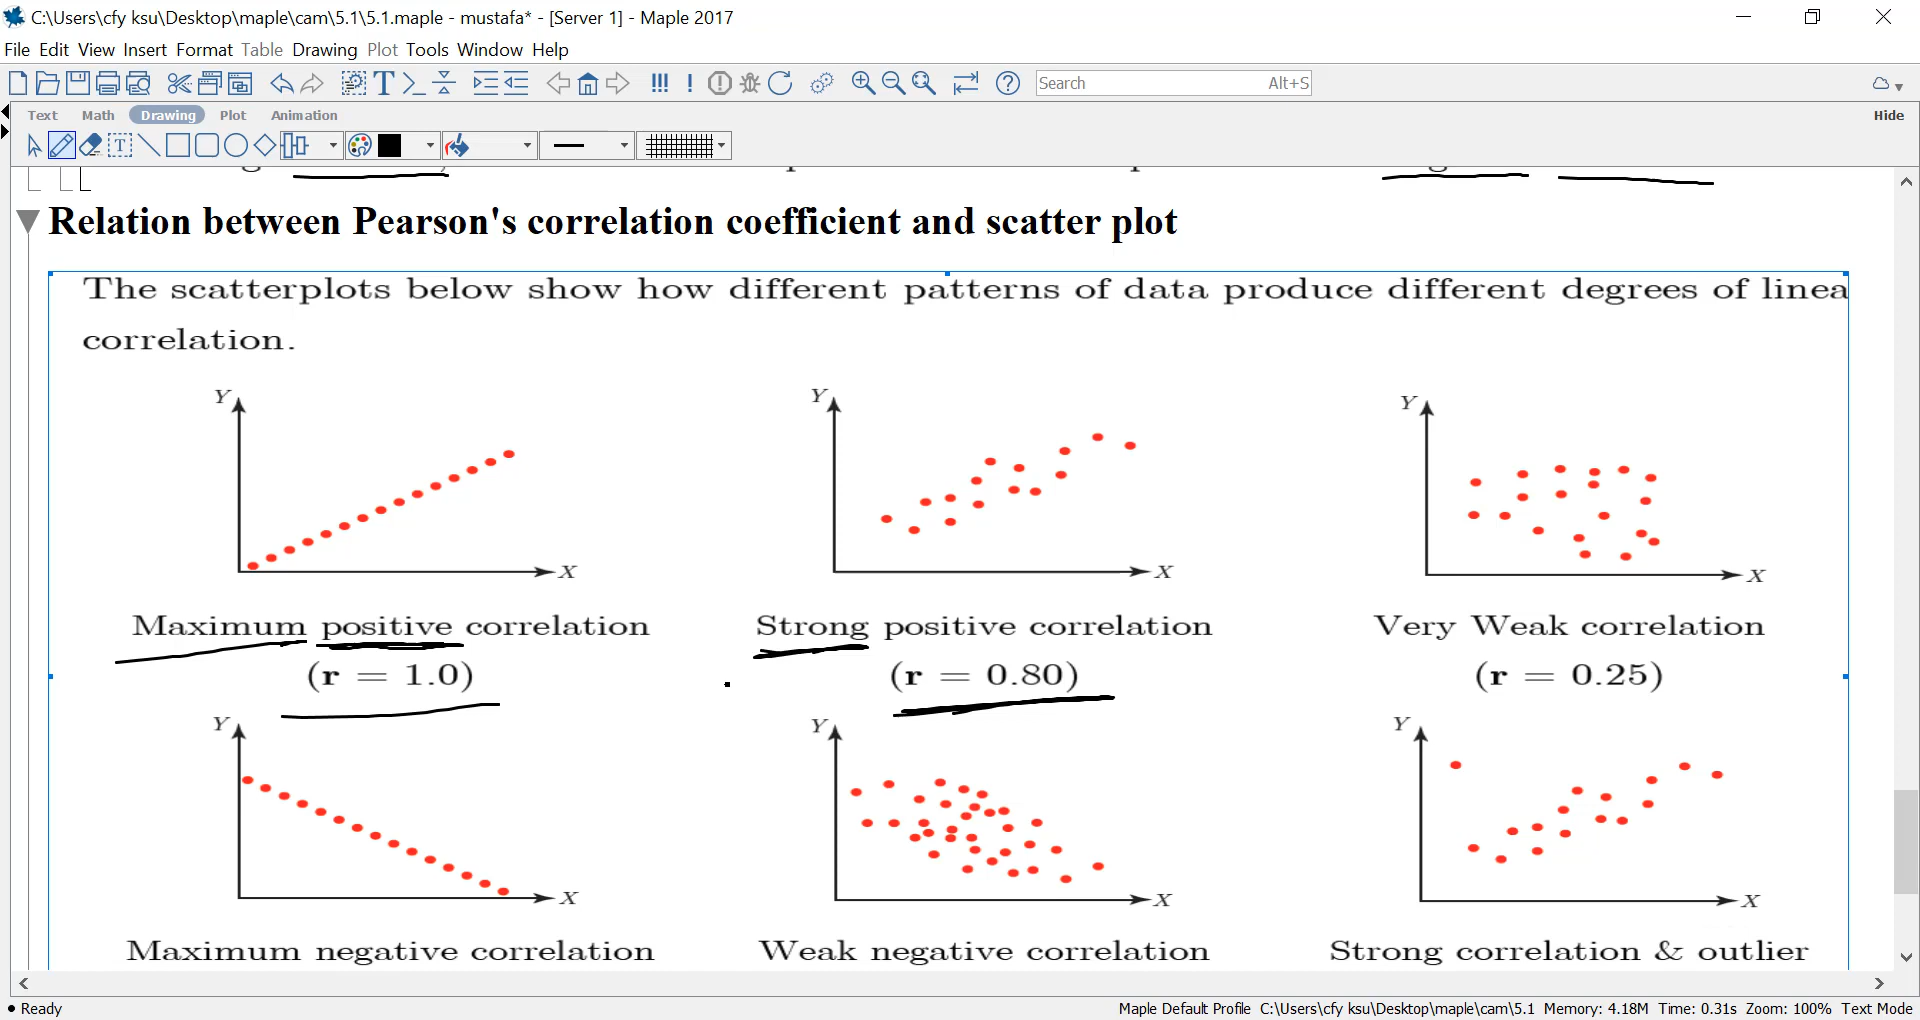 C:\Users\cfy ksu\Desktop\maple\cam\5.1\5.1.maple - mustafa* - [Server 1] - Maple 2017
File Edit View Insert Format Table Drawing Plot Tools Window Help
Search Alt+S
Text Math Drawing Plot Animation Hide
Relation between Pearson's correlation coefficient and scatter plot
The scatterplots below show how different patterns of data produce different degrees of linea
correlation.
Y Y Y
X X X
Maximum positive correlation Strong positive correlation Very Weak correlation
(r = 1.0) (r = 0.80) (r = 0.25)
Y Y Y
X X X
Maximum negative correlation Weak negative correlation Strong correlation & outlier
Ready Maple Default Profile C:\Users\cfy ksu\Desktop\maple\cam\5.1 Memory: 4.18M Time: 0.31s Zoom: 100% Text Mode